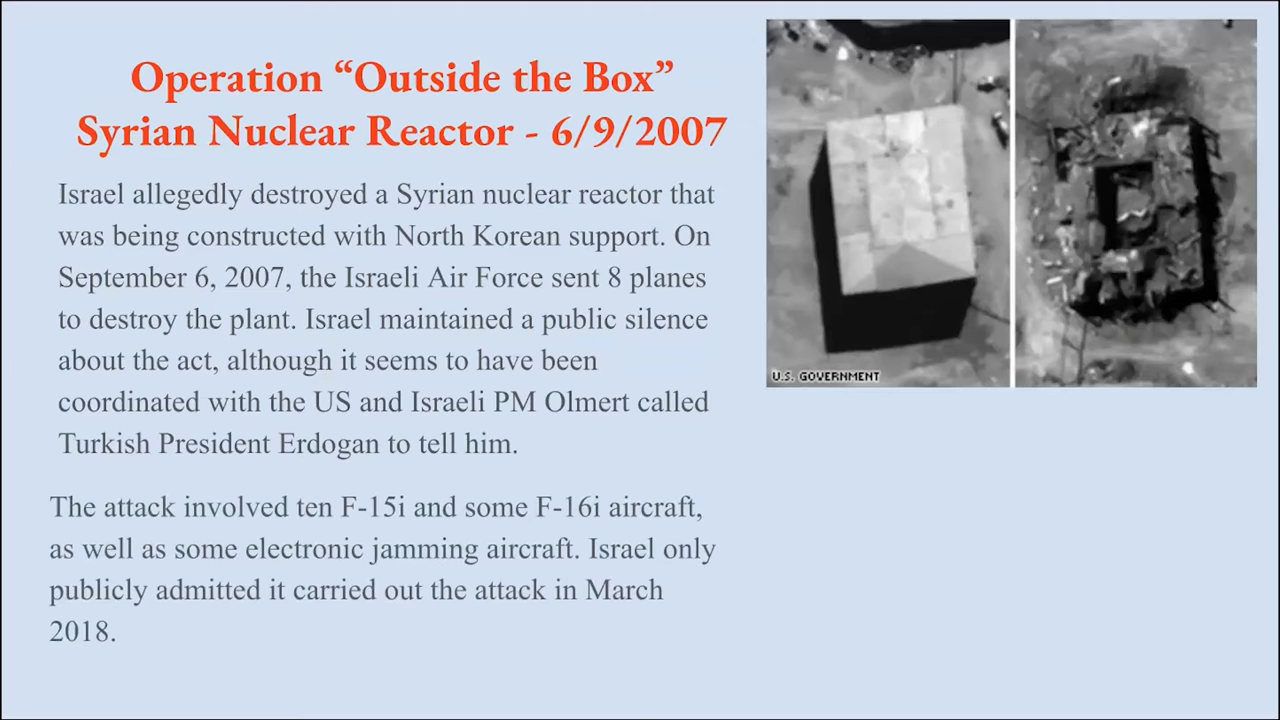 Operation “Outside the Box”
Syrian Nuclear Reactor - 6/9/2007
Israel allegedly destroyed a Syrian nuclear reactor that
was being constructed with North Korean support. On
September 6, 2007, the Israeli Air Force sent 8 planes
to destroy the plant. Israel maintained a public silence
about the act, although it seems to have been
coordinated with the US and Israeli PM Olmert called
Turkish President Erdogan to tell him.
The attack involved ten F-15i and some F-16i aircraft,
as well as some electronic jamming aircraft. Israel only
publicly admitted it carried out the attack in March
2018.
U.S. GOVERNMENT